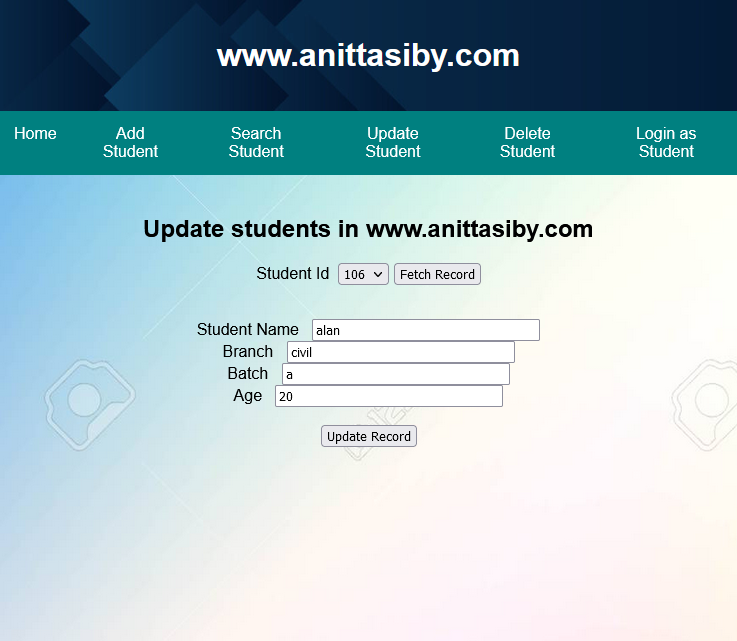 www.anittasiby.com
Home
Add Student
Search Student
Update Student
Delete Student
Login as Student
Update students in www.anittasiby.com
Student Id 106 Fetch Record
Student Name alan
Branch civil
Batch a
Age 20
Update Record